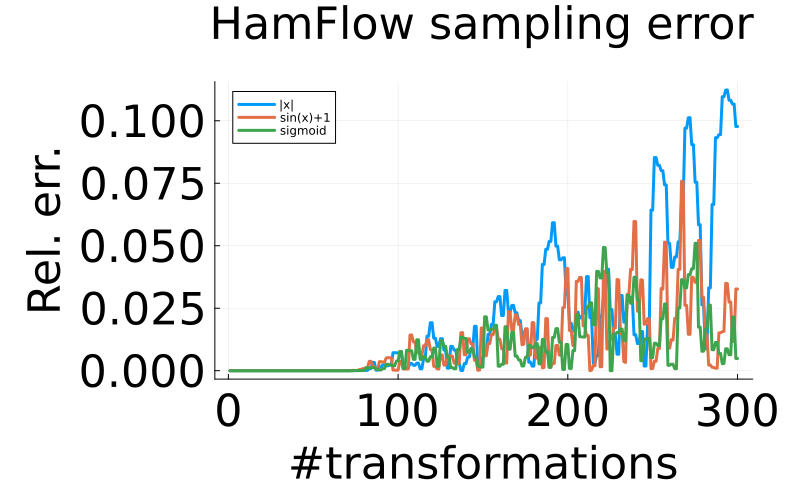 HamFlow sampling error
|x|
sin(x)+1
sigmoid
Rel. err.
0.100
0.075
0.050
0.025
0.000
0 100 200 300
#transformations